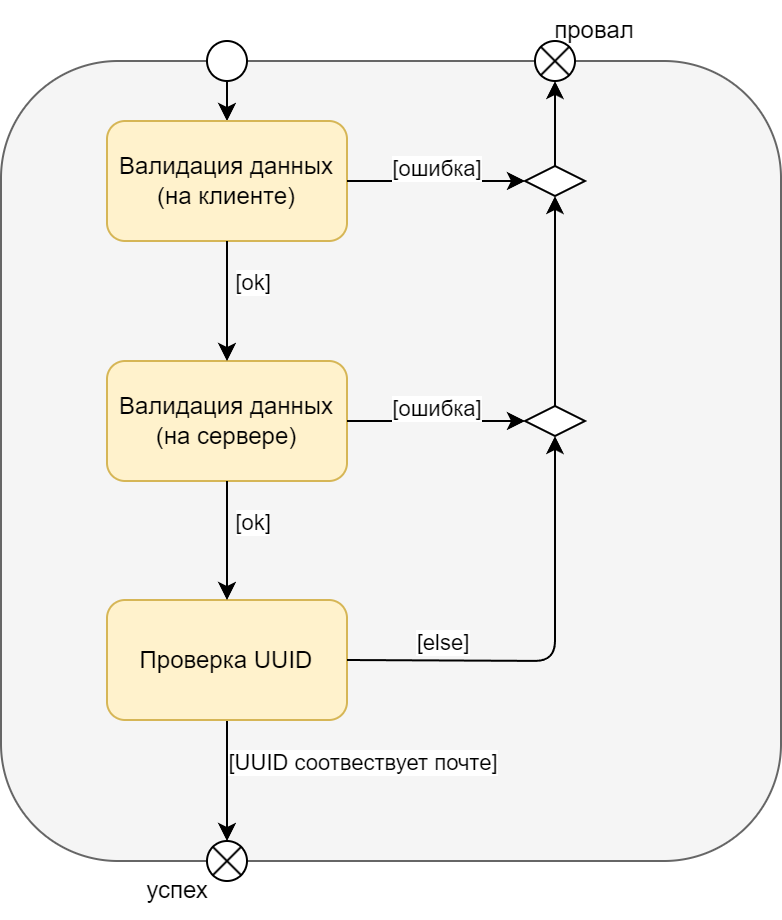 провал
Валидация данных
(на клиенте)
[ошибка]
[ok]
Валидация данных
(на сервере)
[ошибка]
[ok]
Проверка UUID
[else]
[UUID соотвествует почте]
успех